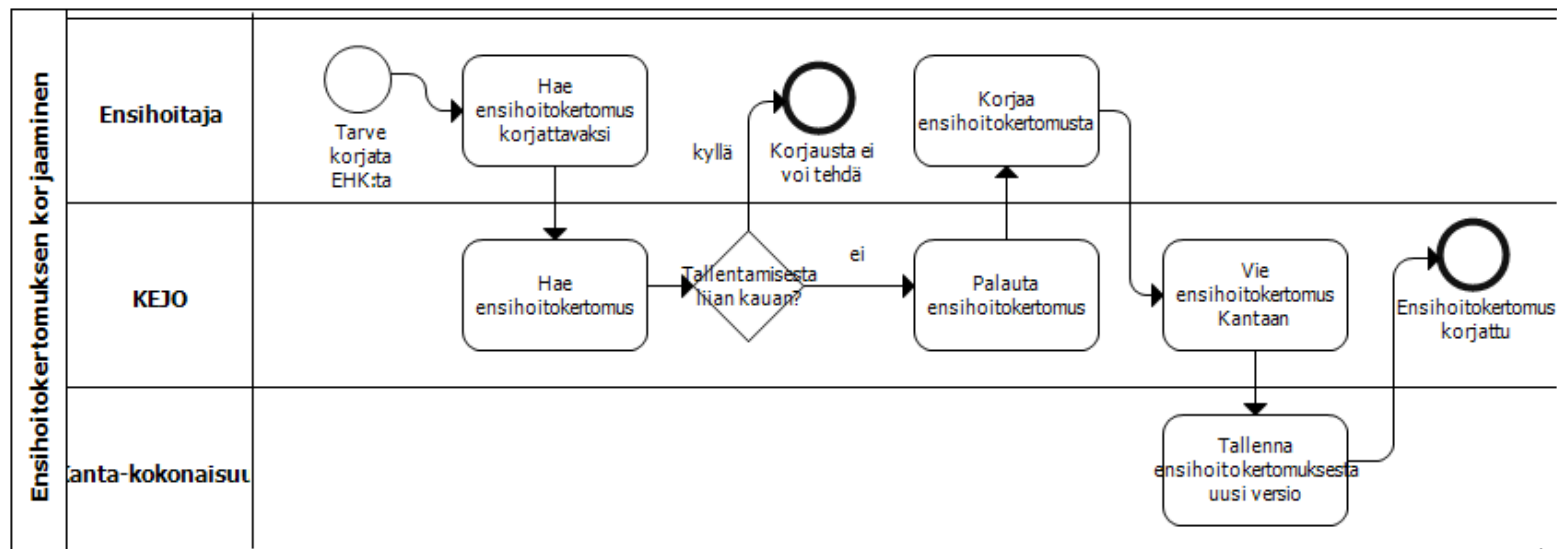 Ensihoitokertomuksen korjaaminen
Ensihoitaja
Tarve
korjata
EHK:ta
Hae
ensihoitokertomus
korjattavaksi
kyllä
Korjausta ei
voi tehdä
Korjaa
ensihoitokertomusta
KEJO
Hae
ensihoitokertomus
Tallentamisesta
liian kauan?
ei
Palauta
ensihoitokertomus
Vie
ensihoitokertomus
Kantaan
Ensihoitokertomus
korjattu
Kanta-kokonaisuu
Tallenna
ensihoitokertomuksesta
uusi versio